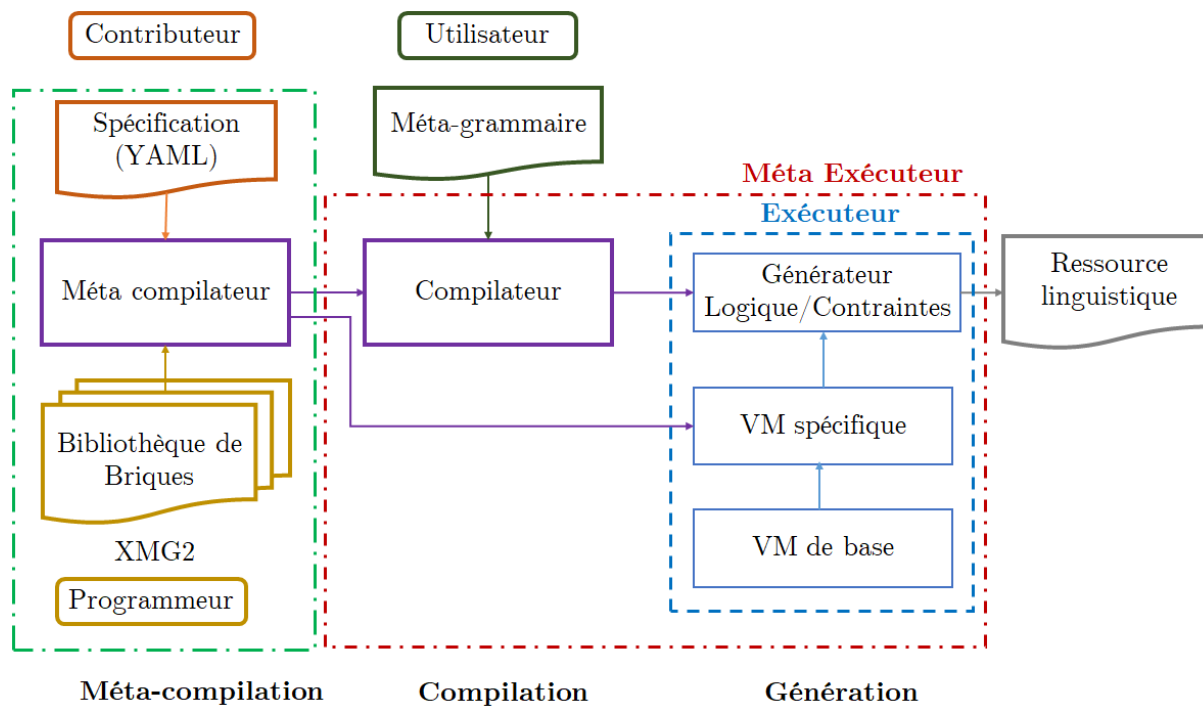 Contributeur
Utilisateur
Spécification
(YAML)
Méta-grammaire
Méta Exécuteur
Exécuteur
Méta compilateur
Compilateur
Générateur
Logique/Contraintes
Ressource
linguistique
Bibliothèque de
Briques
VM spécifique
VM de base
XMG2
Programmeur
Méta-compilation
Compilation
Génération